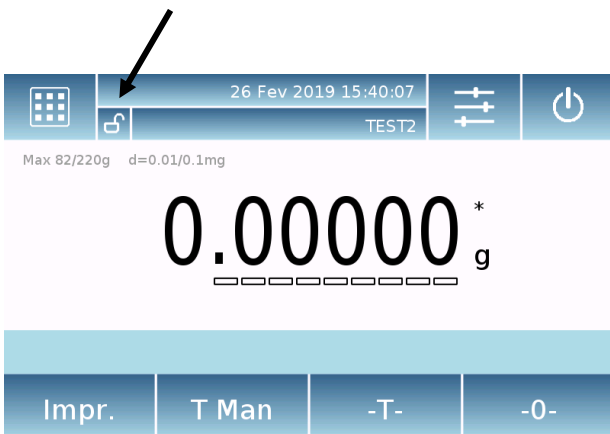 26 Fev 2019 15:40:07
TEST2
Max 82/220g d=0.01/0.1mg
0.00000 * g
Impr. T Man -T- -0-